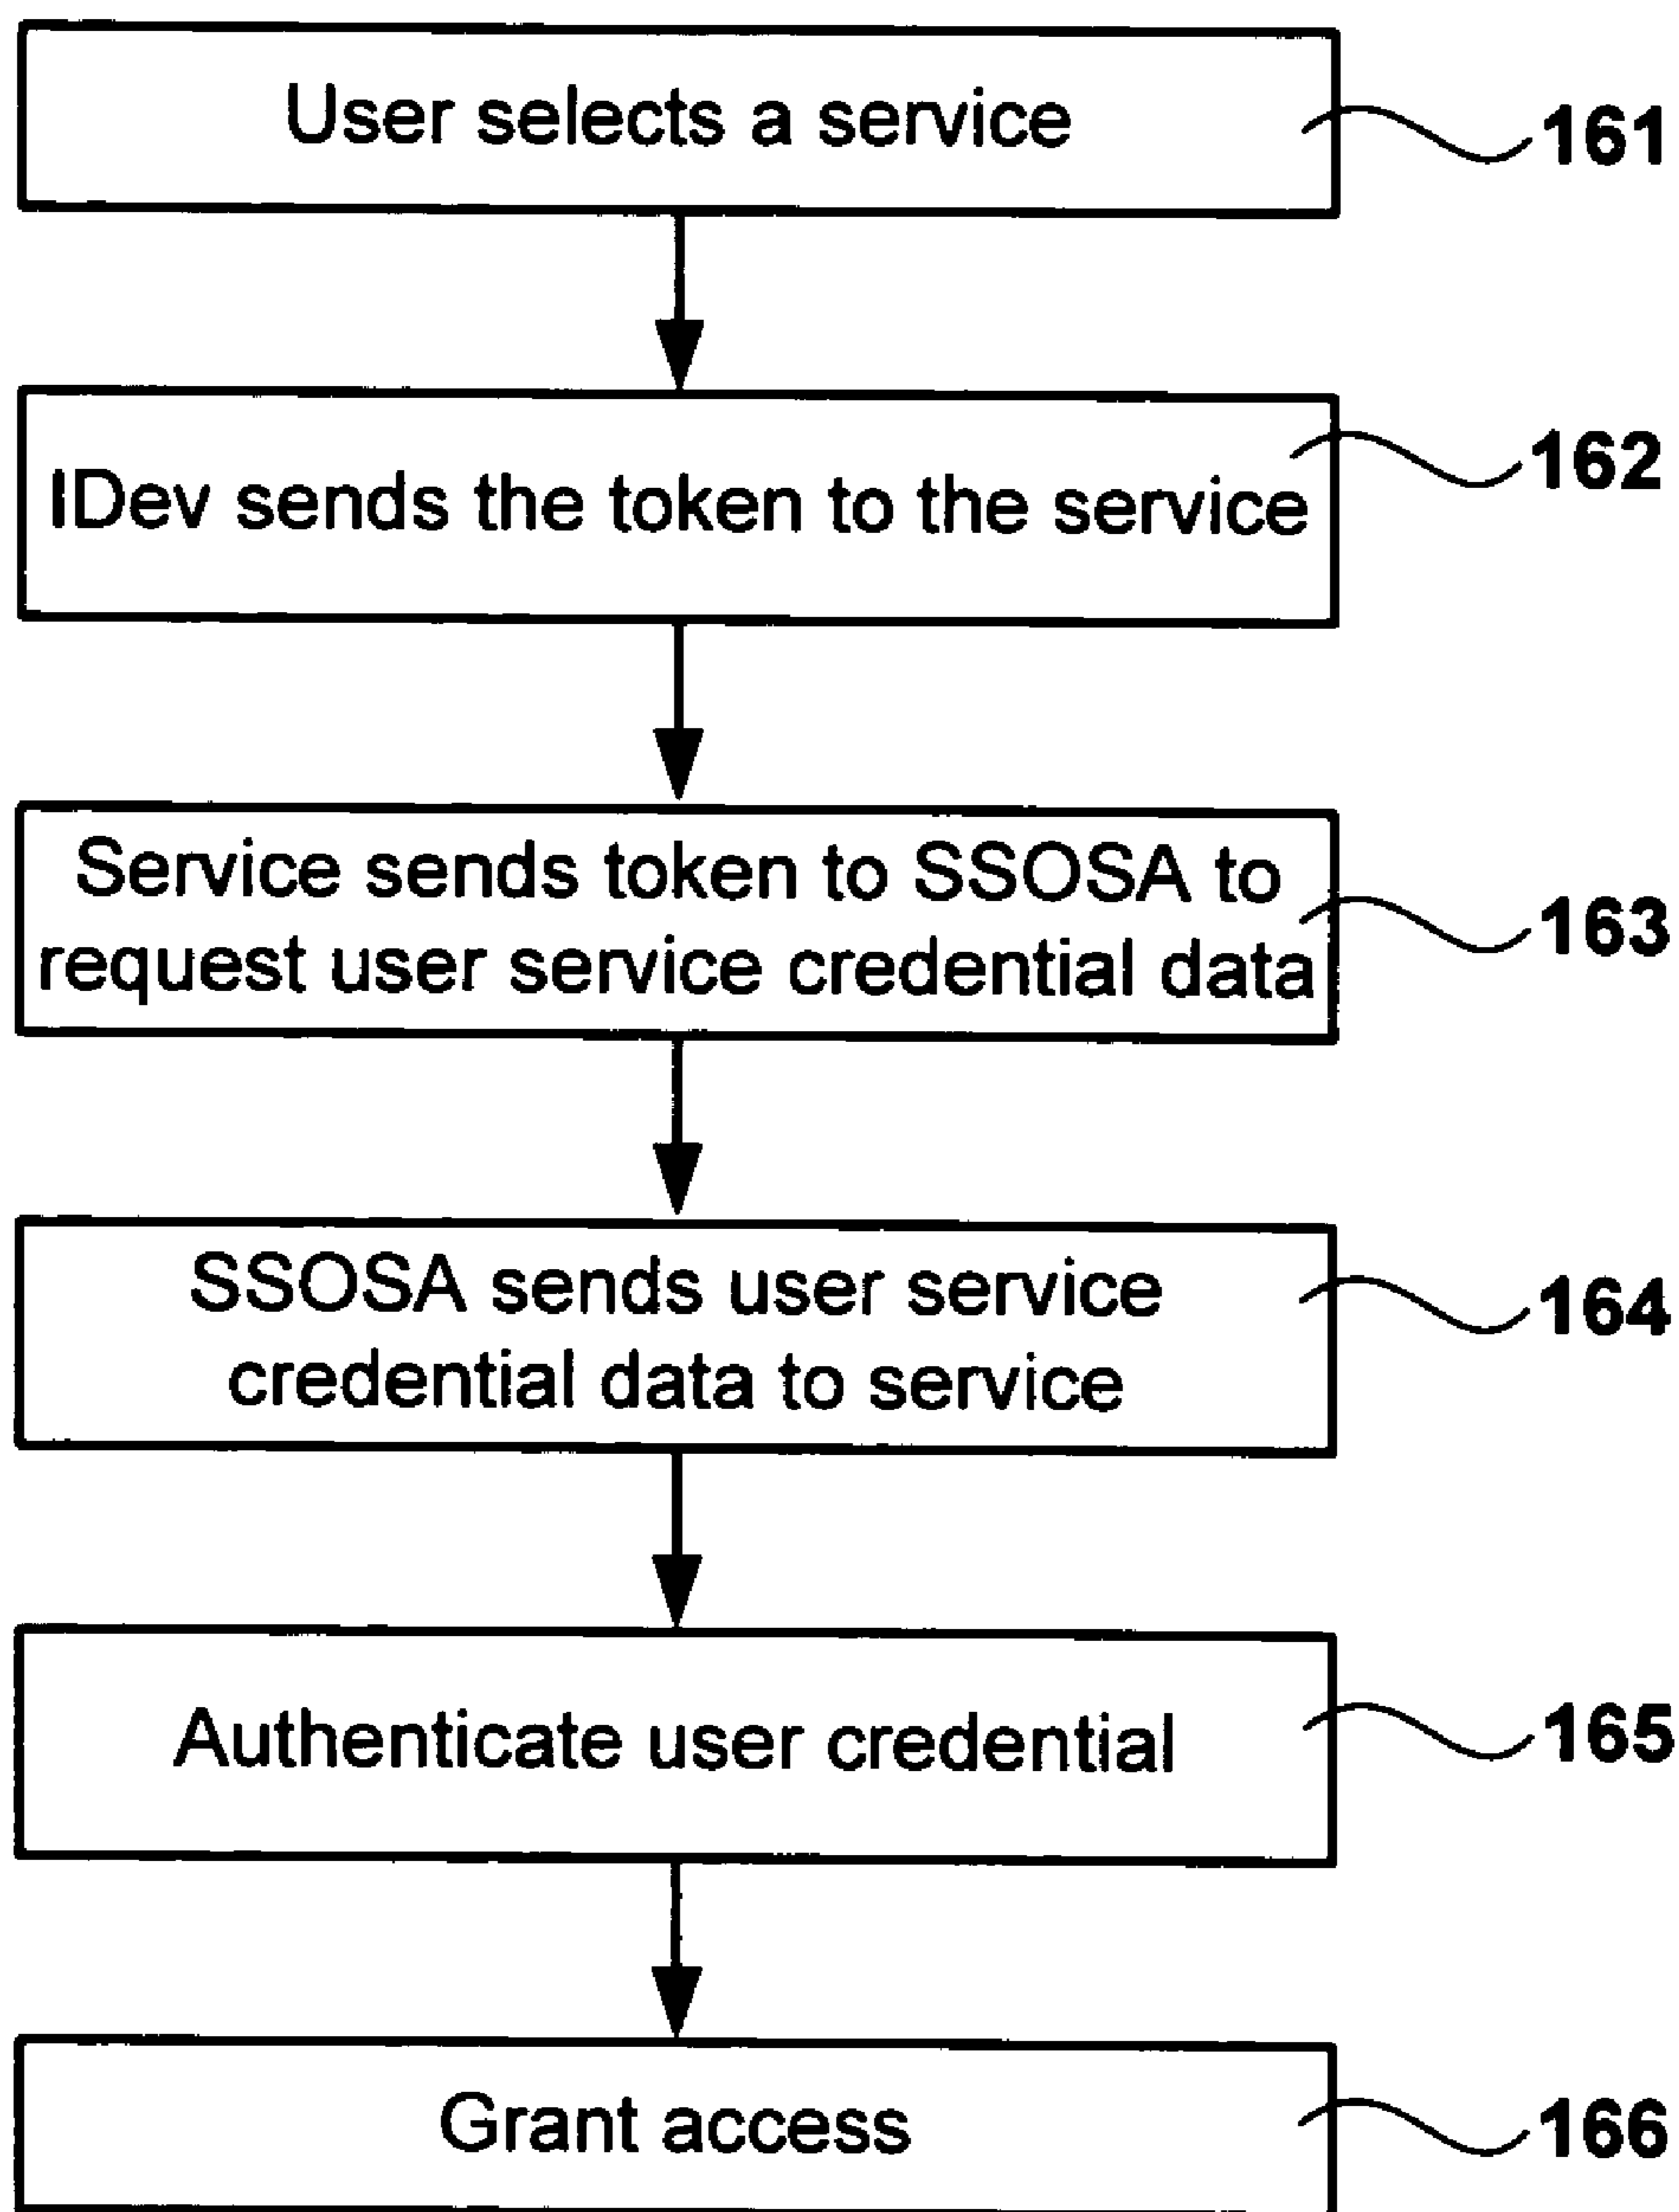 User selects a service
161
IDev sends the token to the service
162
Service sends token to SSOSA to
request user service credential data
163
SSOSA sends user service
credential data to service
164
Authenticate user credential
165
Grant access
166